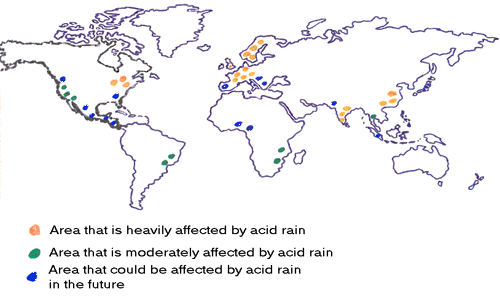 Area that is heavily affected by acid rain
Area that is moderately affected by acid rain
Area that could be affected by acid rain
in the future